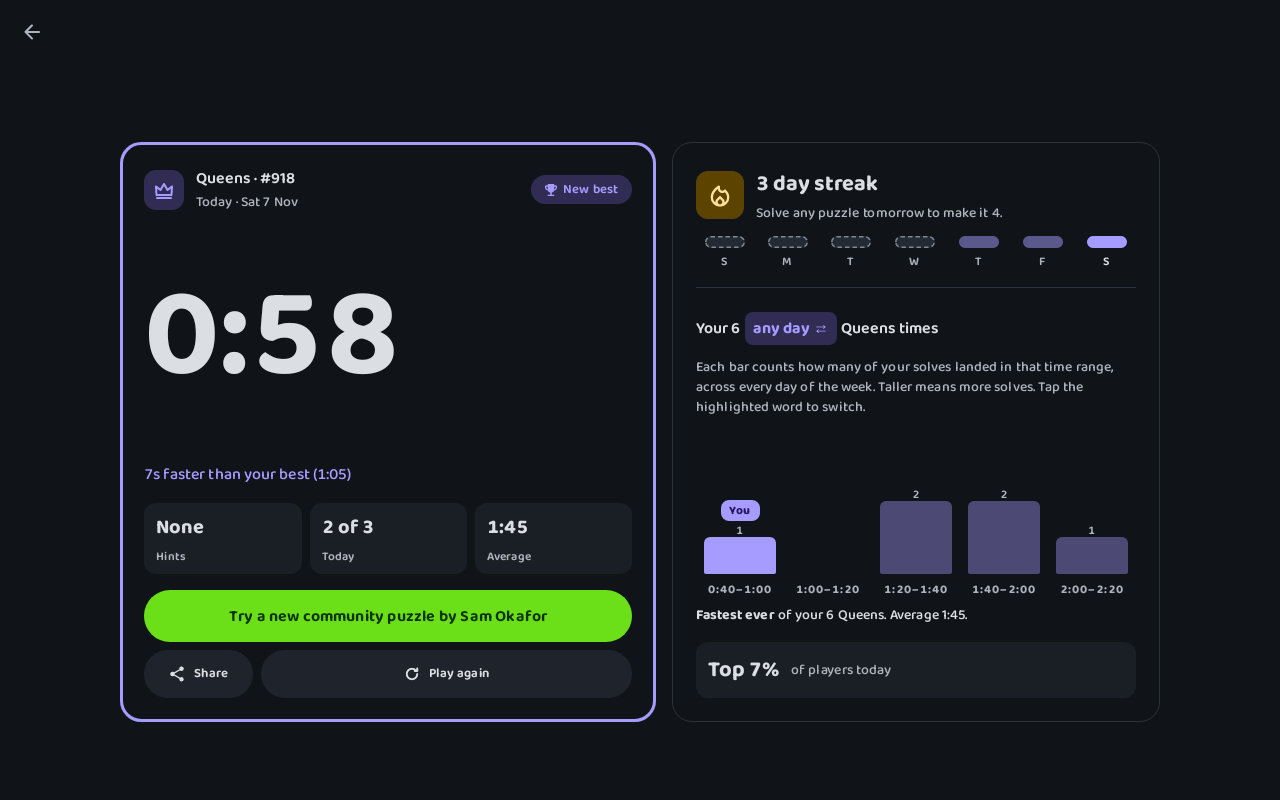 Queens · #918
Today · Sat 7 Nov
New best
0:58
7s faster than your best (1:05)
None
Hints
2 of 3
Today
1:45
Average
Try a new community puzzle by Sam Okafor
Share
Play again
3 day streak
Solve any puzzle tomorrow to make it 4.
S M T W T F S
Your 6 any day Queens times
Each bar counts how many of your solves landed in that time range,
across every day of the week. Taller means more solves. Tap the
highlighted word to switch.
You
1 2 2 1
0:40–1:00 1:00–1:20 1:20–1:40 1:40–2:00 2:00–2:20
Fastest ever of your 6 Queens. Average 1:45.
Top 7% of players today